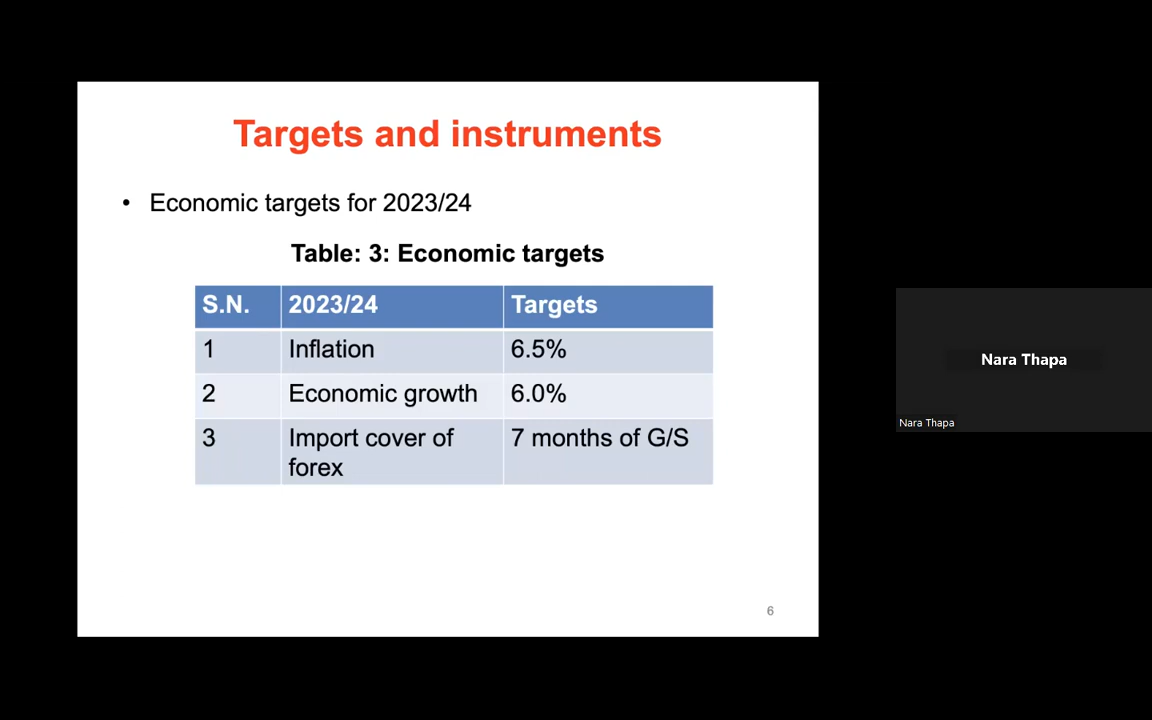 Targets and instruments
• Economic targets for 2023/24
Table: 3: Economic targets
S.N. 2023/24 Targets
1 Inflation 6.5%
2 Economic growth 6.0%
3 Import cover of forex 7 months of G/S
6
Nara Thapa
Nara Thapa